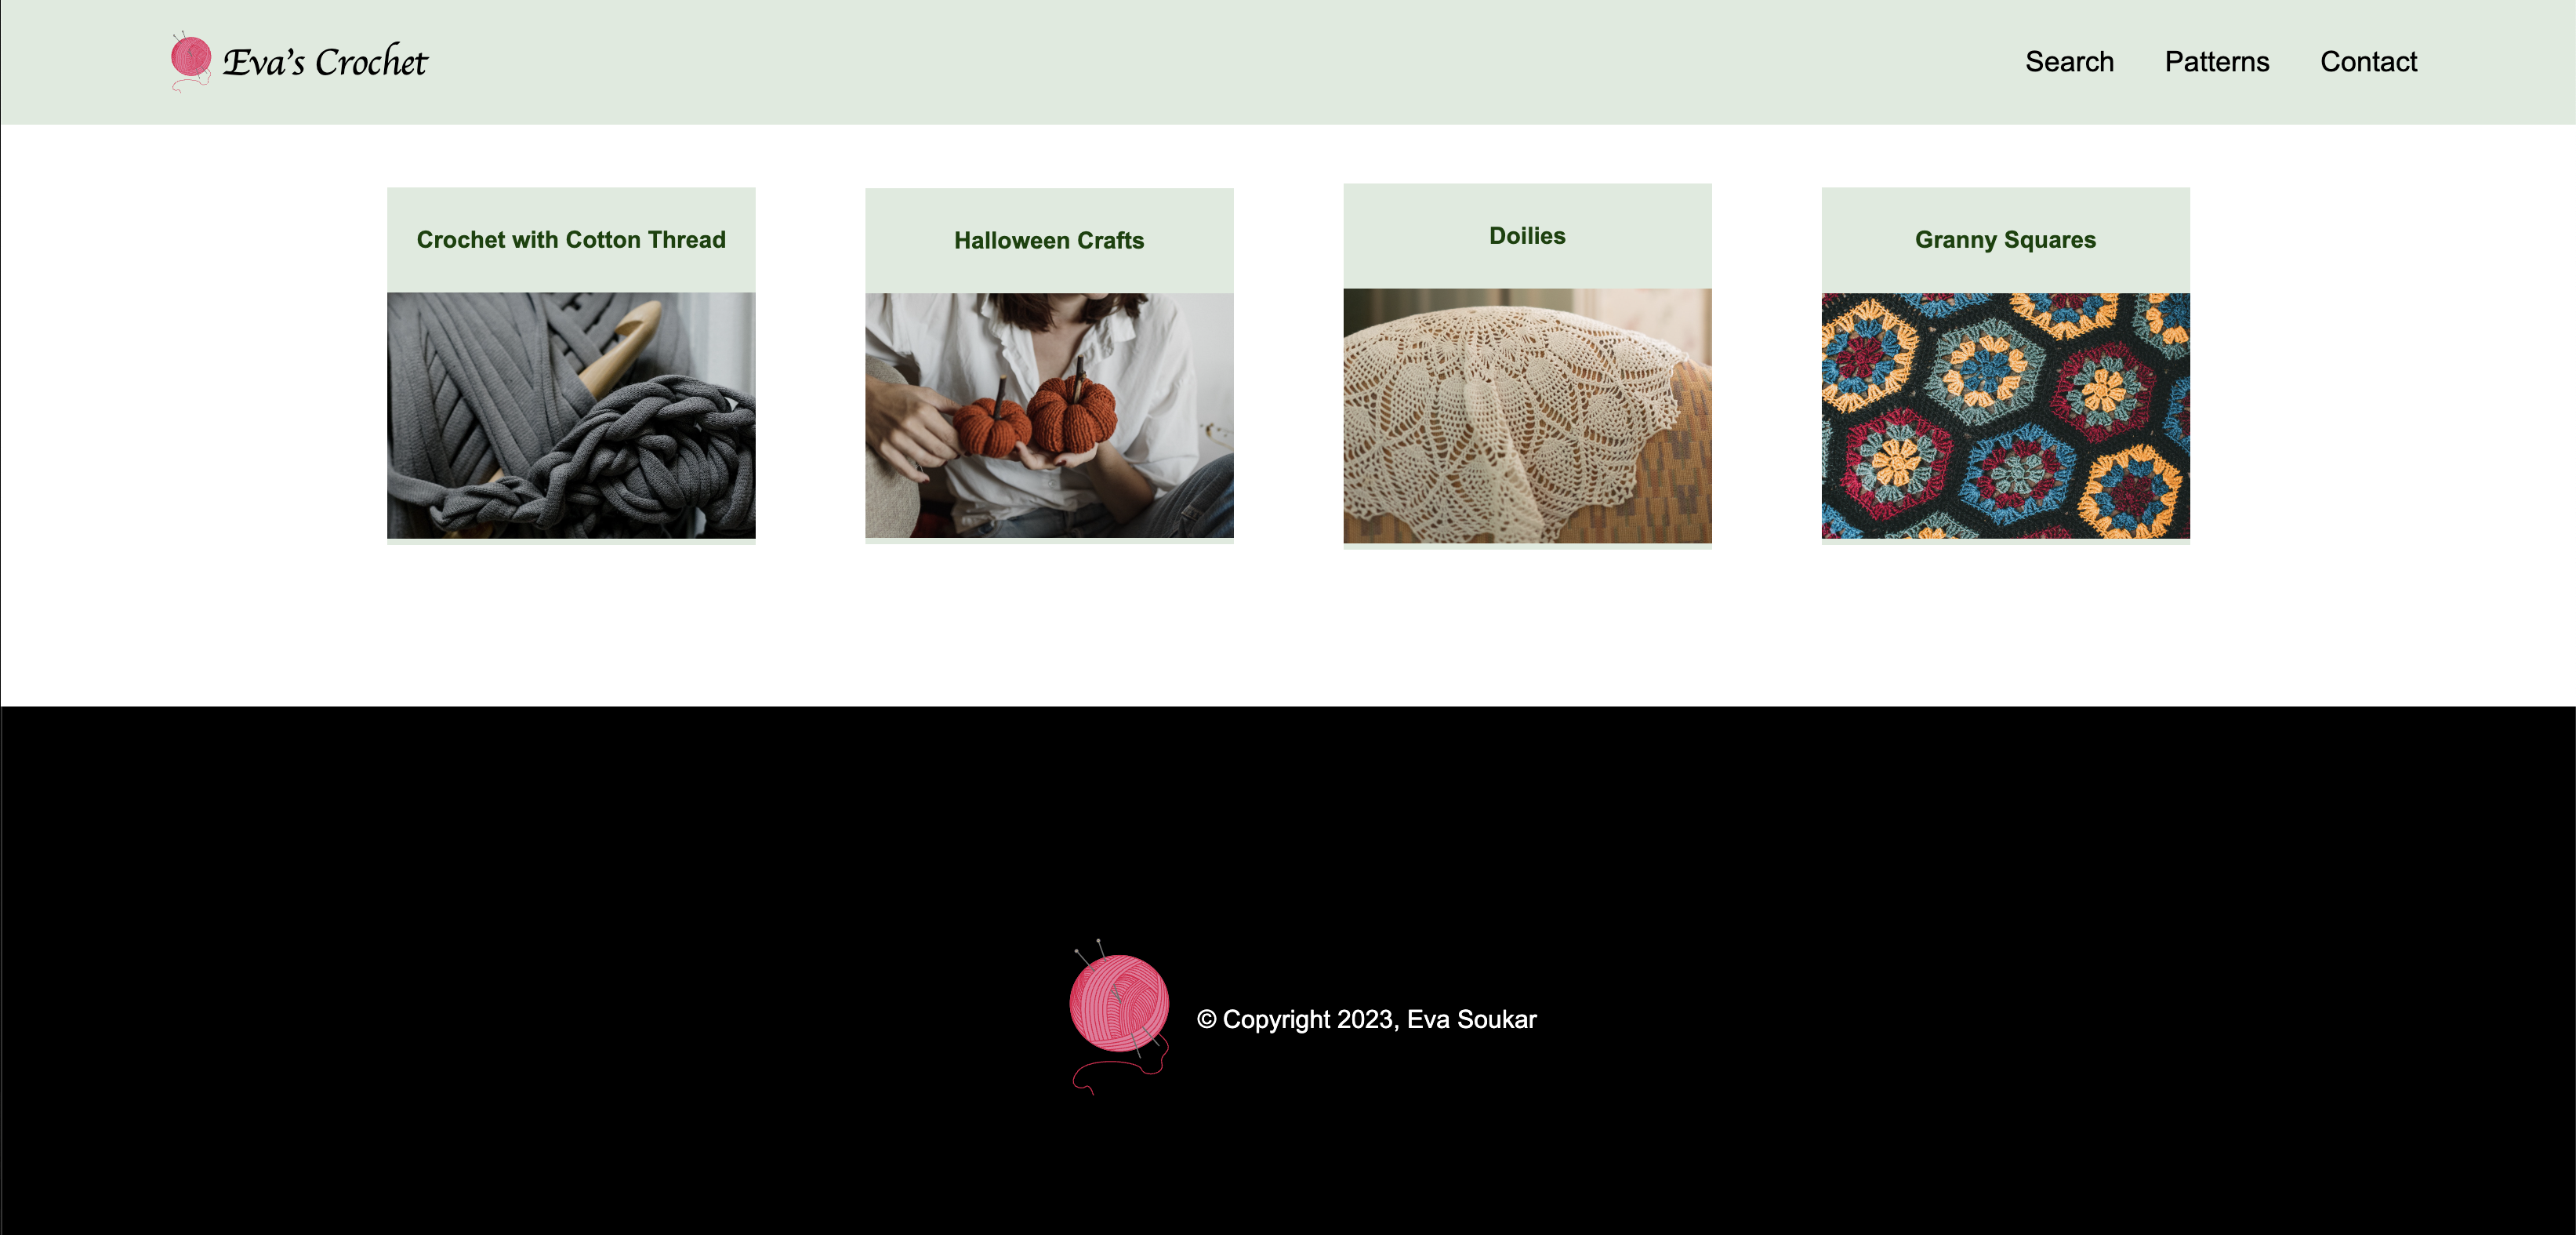 Eva's Crochet
Search Patterns Contact
Crochet with Cotton Thread
Halloween Crafts
Doilies
Granny Squares
© Copyright 2023, Eva Soukar